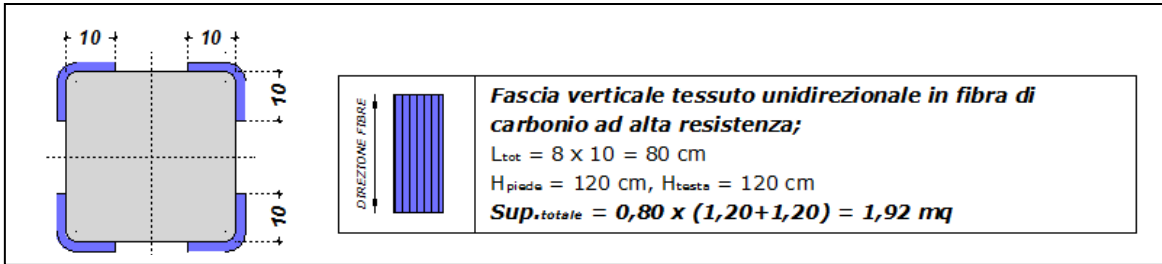 10
10
10
10
10
DIREZIONE FIBRE
Fascia verticale tessuto unidirezionale in fibra di
carbonio ad alta resistenza;
Ltot = 8 x 10 = 80 cm
Hpiede = 120 cm, Htesta = 120 cm
Sup.totale = 0,80 x (1,20+1,20) = 1,92 mq